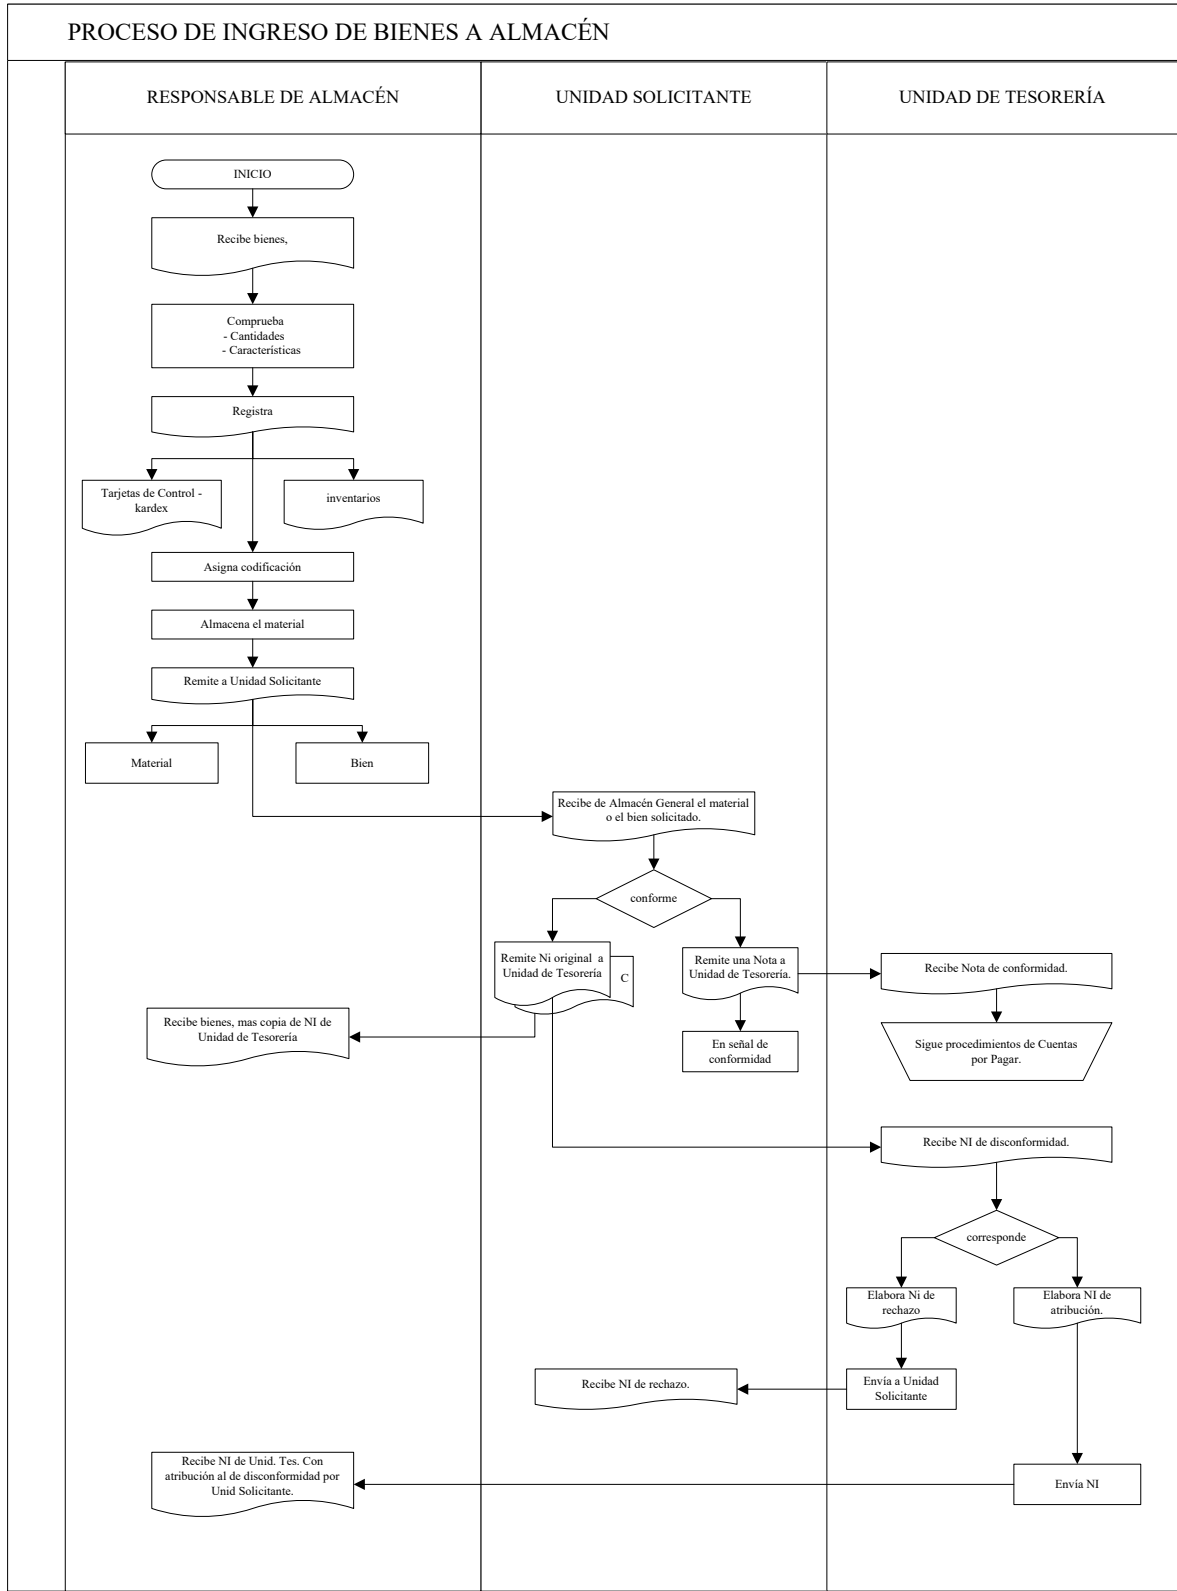 PROCESO DE INGRESO DE BIENES A ALMACÉN
RESPONSABLE DE ALMACÉN
UNIDAD SOLICITANTE
UNIDAD DE TESORERÍA
INICIO
Recibe bienes,
Comprueba
- Cantidades
- Características
Registra
Tarjetas de Control -
kardex
inventarios
Asigna codificación
Almacena el material
Remite a Unidad Solicitante
Material
Bien
Recibe de Almacén General el material
o el bien solicitado.
conforme
Remite Ni original a
Unidad de Tesorería
C
Remite una Nota a
Unidad de Tesorería.
Recibe Nota de conformidad.
Recibe bienes, mas copia de NI de
Unidad de Tesorería
En señal de
conformidad
Sigue procedimientos de Cuentas
por Pagar.
Recibe NI de disconformidad.
corresponde
Elabora Ni de
rechazo
Elabora NI de
atribución.
Recibe NI de rechazo.
Envía a Unidad
Solicitante
Recibe NI de Unid. Tes. Con
atribución al de disconformidad por
Unid Solicitante.
Envía NI